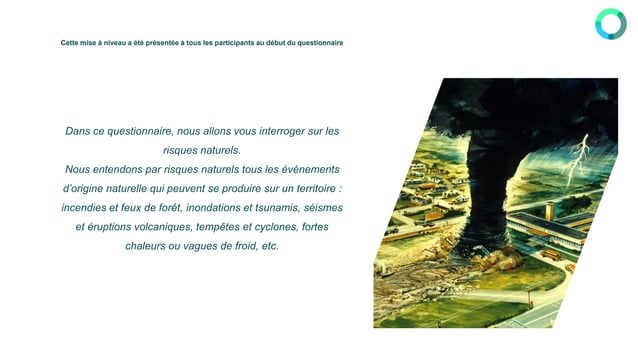 Cette mise à niveau a été présentée à tous les participants au début du questionnaire
Dans ce questionnaire, nous allons vous interroger sur les
risques naturels.
Nous entendons par risques naturels tous les événements
d'origine naturelle qui peuvent se produire sur un territoire :
incendies et feux de forêt, inondations et tsunamis, séismes
et éruptions volcaniques, tempêtes et cyclones, fortes
chaleurs ou vagues de froid, etc.